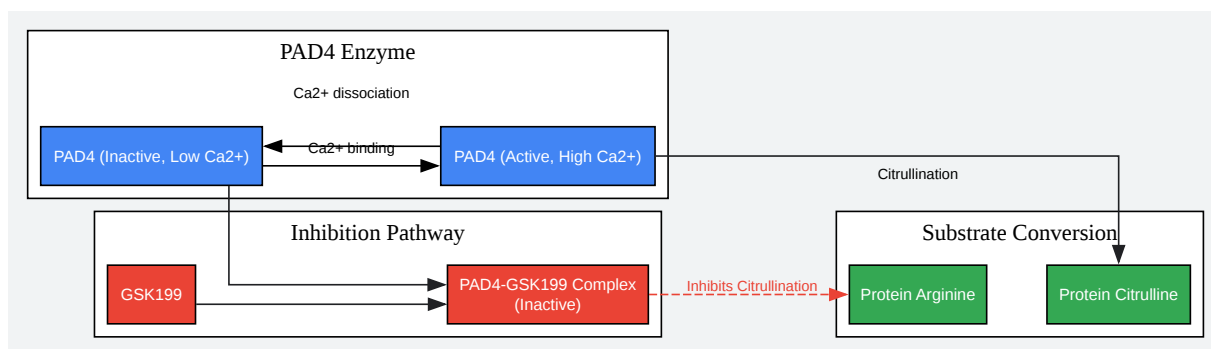 PAD4 Enzyme
Ca2+ dissociation
Ca2+ binding
PAD4 (Inactive, Low Ca2+)
PAD4 (Active, High Ca2+)
Citrullination
Inhibition Pathway
GSK199
PAD4-GSK199 Complex
(Inactive)
Inhibits Citrullination
Substrate Conversion
Protein Arginine
Protein Citrulline